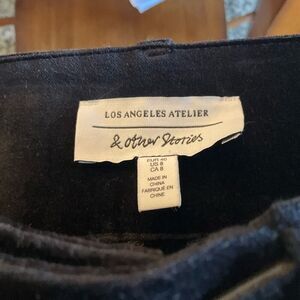 LOS ANGELES ATELIER
& Other Stories
EUR 40
US 8
CA 8
MADE IN
CHINA
FABRIQUÉ EN
CHINE